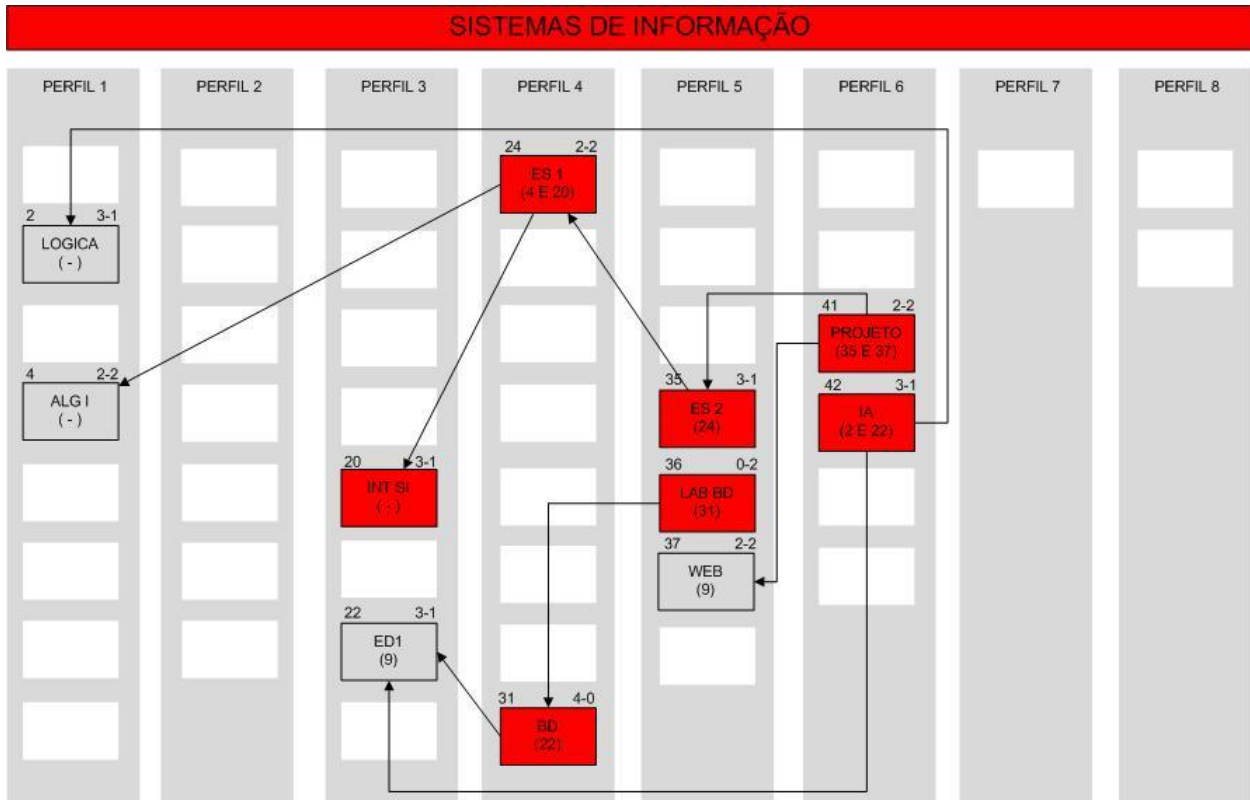 SISTEMAS DE INFORMAÇÃO
PERFIL 1 PERFIL 2 PERFIL 3 PERFIL 4 PERFIL 5 PERFIL 6 PERFIL 7 PERFIL 8
2 3-1
LOGICA
( - )
4 2-2
ALG I
( - )
20 3-1
INT SI
( - )
22 3-1
ED1
(9)
24 2-2
ES 1
(4 E 20)
31 4-0
BD
(22)
35 3-1
ES 2
(24)
36 0-2
LAB BD
(31)
37 2-2
WEB
(9)
41 2-2
PROJETO
(35 E 37)
42 3-1
IA
(2 E 22)